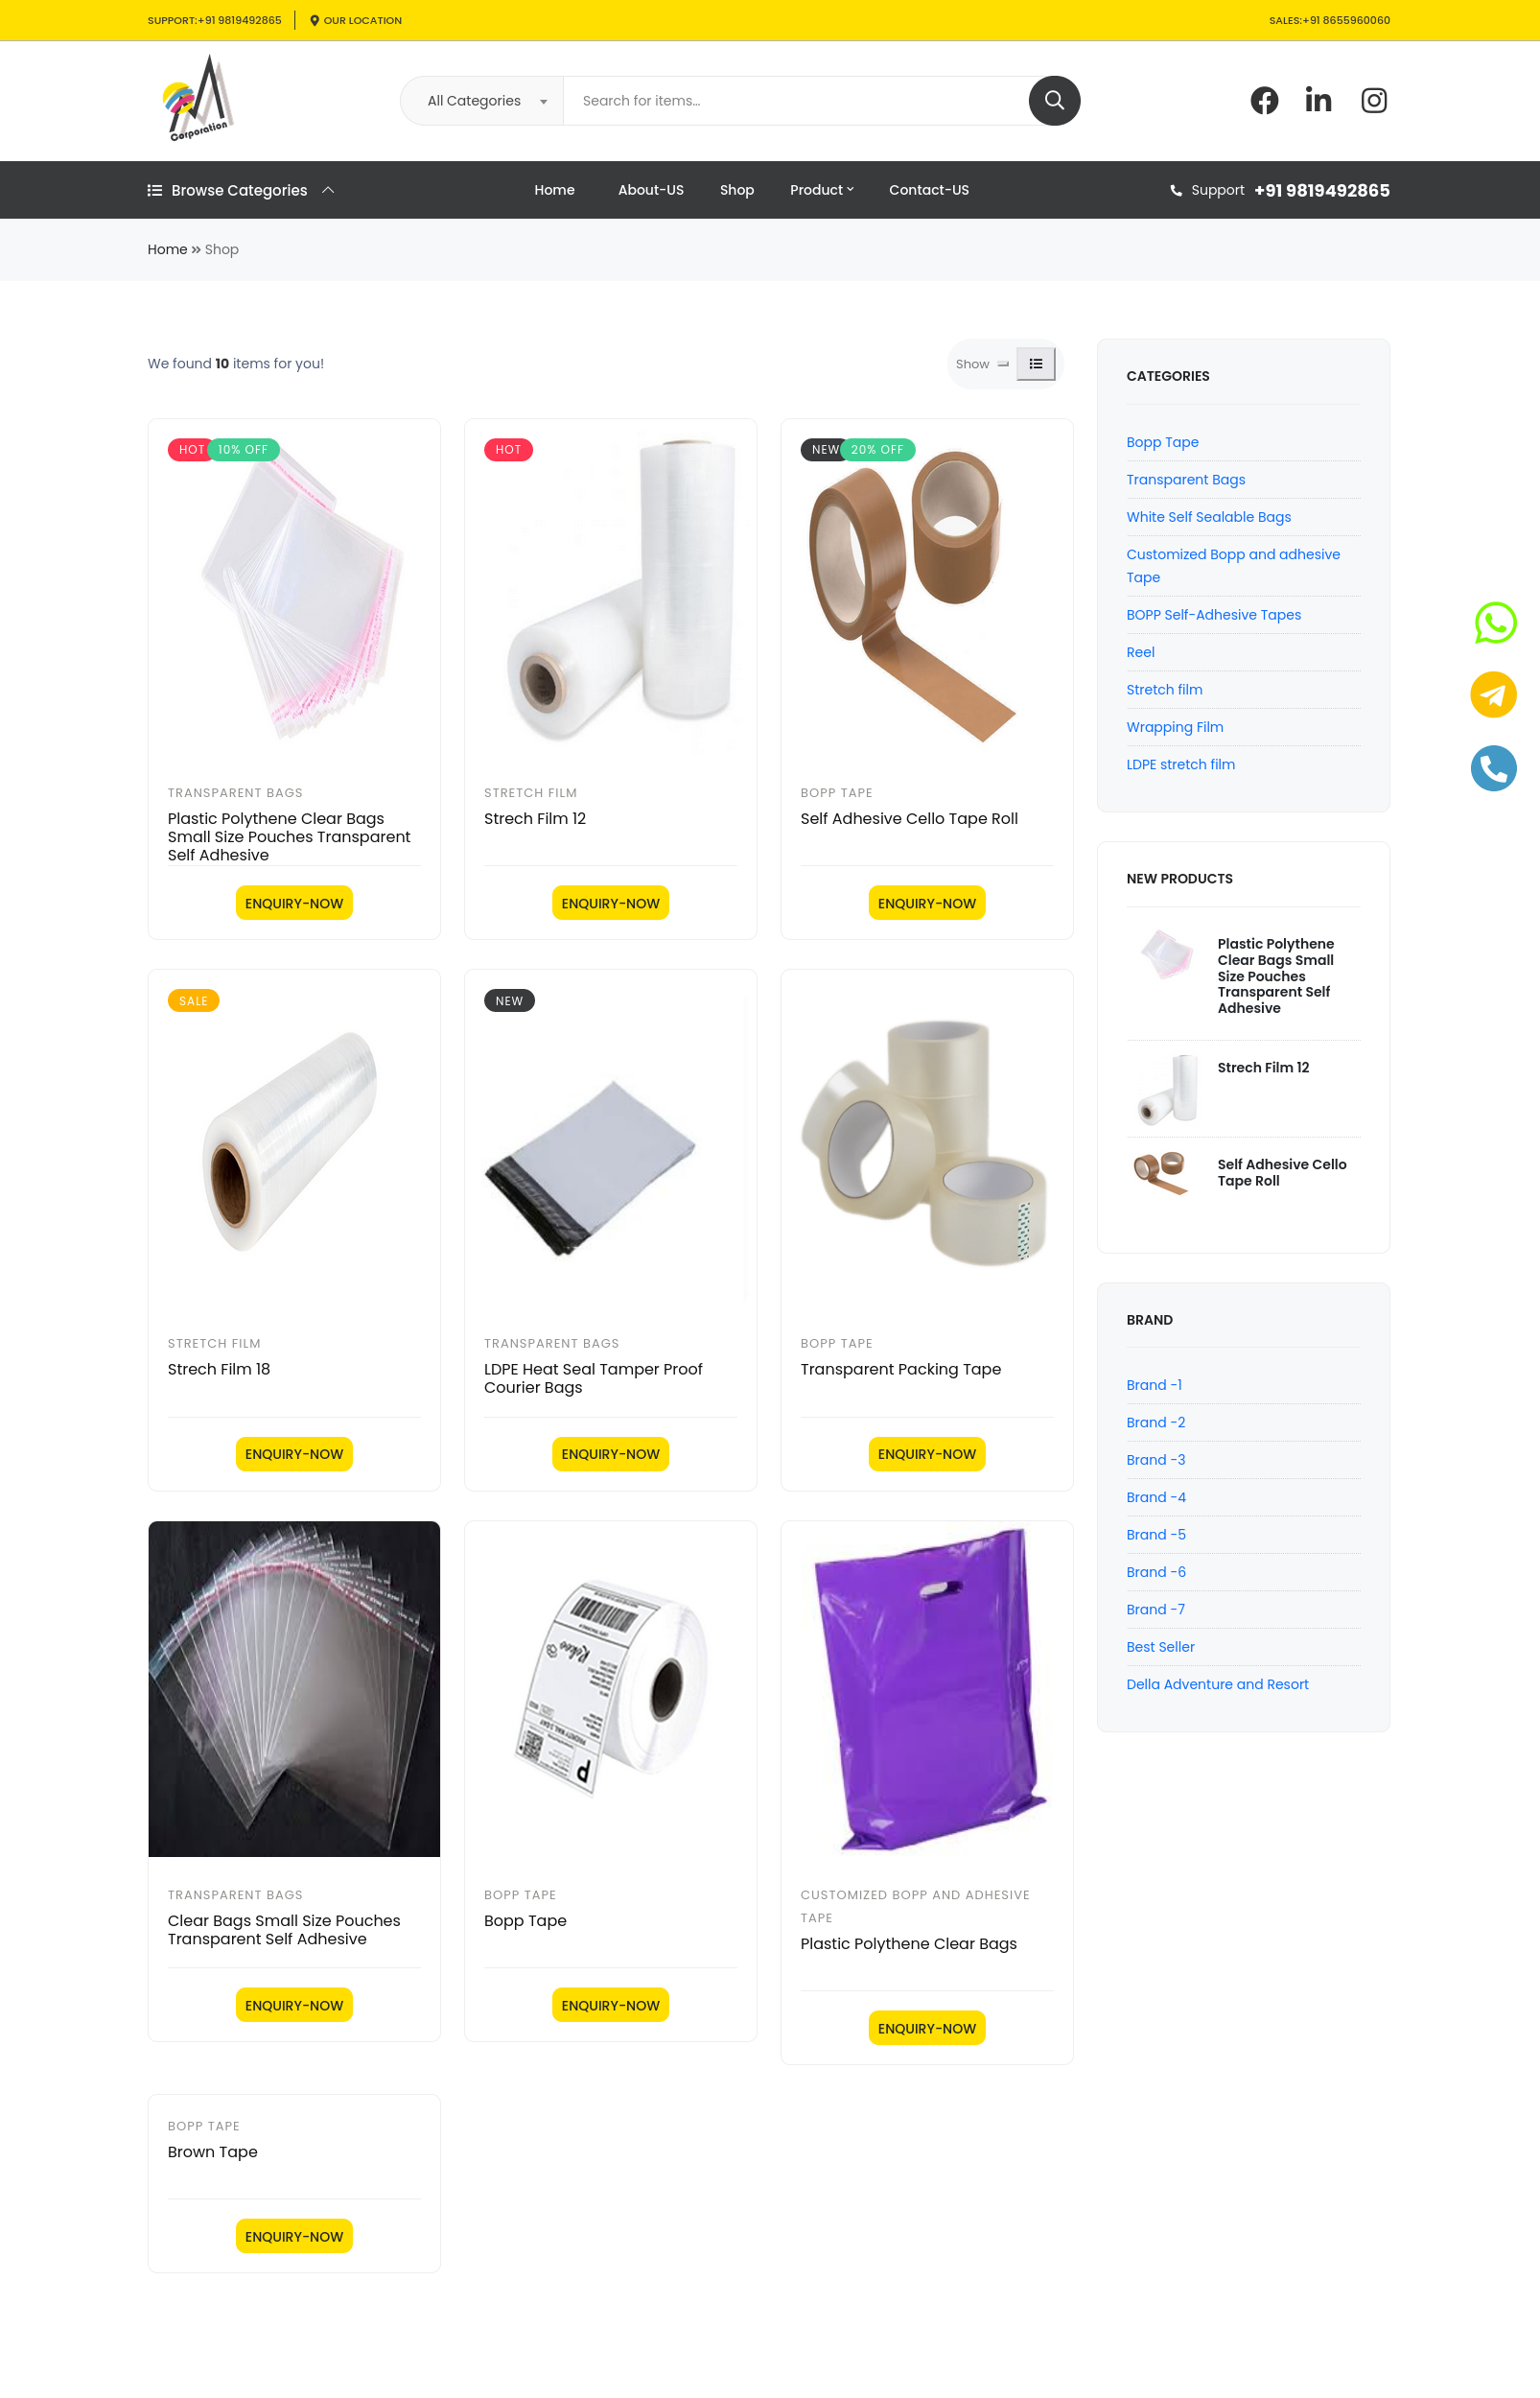 SUPPORT:+91 9819492865
OUR LOCATION
SALES:+91 8655960060
Corporation
All Categories
Search for items...
Browse Categories
Home
About-US
Shop
Product
Contact-US
Support +91 9819492865
Home » Shop
We found 10 items for you!
Show
HOT
10% OFF
TRANSPARENT BAGS
Plastic Polythene Clear Bags
Small Size Pouches Transparent
Self Adhesive
ENQUIRY-NOW
HOT
STRETCH FILM
Strech Film 12
ENQUIRY-NOW
NEW
20% OFF
BOPP TAPE
Self Adhesive Cello Tape Roll
ENQUIRY-NOW
SALE
STRETCH FILM
Strech Film 18
ENQUIRY-NOW
NEW
TRANSPARENT BAGS
LDPE Heat Seal Tamper Proof
Courier Bags
ENQUIRY-NOW
BOPP TAPE
Transparent Packing Tape
ENQUIRY-NOW
TRANSPARENT BAGS
Clear Bags Small Size Pouches
Transparent Self Adhesive
ENQUIRY-NOW
P
BOPP TAPE
Bopp Tape
ENQUIRY-NOW
CUSTOMIZED BOPP AND ADHESIVE
TAPE
Plastic Polythene Clear Bags
ENQUIRY-NOW
BOPP TAPE
Brown Tape
ENQUIRY-NOW
CATEGORIES
Bopp Tape
Transparent Bags
White Self Sealable Bags
Customized Bopp and adhesive
Tape
BOPP Self-Adhesive Tapes
Reel
Stretch film
Wrapping Film
LDPE stretch film
NEW PRODUCTS
Plastic Polythene
Clear Bags Small
Size Pouches
Transparent Self
Adhesive
Strech Film 12
Self Adhesive Cello
Tape Roll
BRAND
Brand -1
Brand -2
Brand -3
Brand -4
Brand -5
Brand -6
Brand -7
Best Seller
Della Adventure and Resort